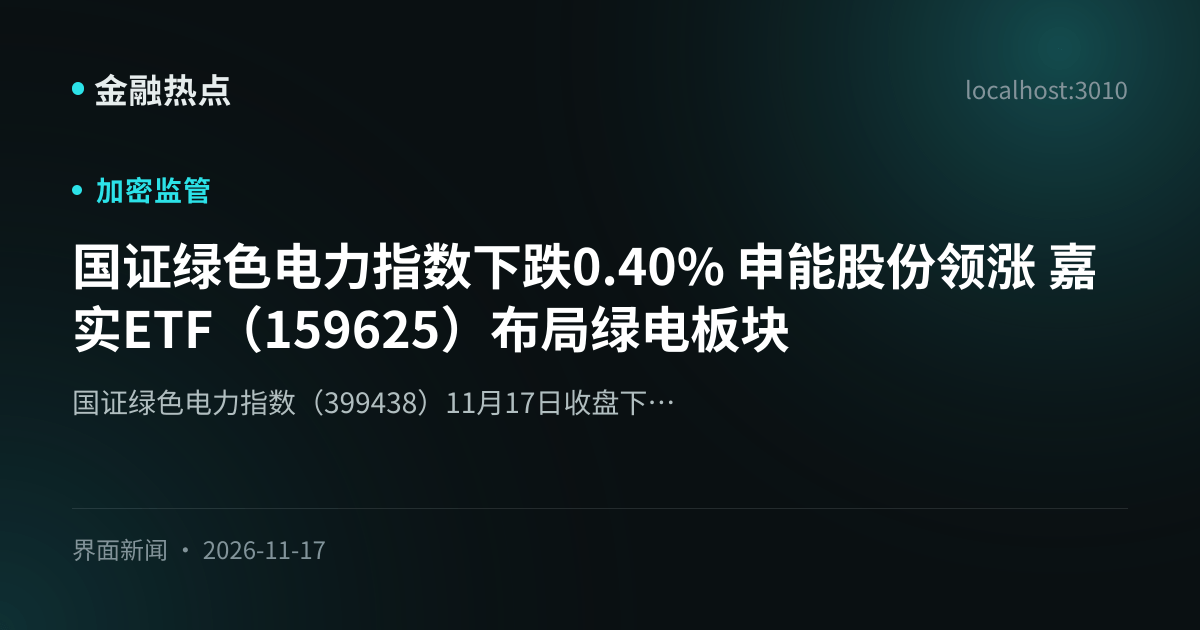 金融热点
localhost:3010
加密监管
国证绿色电力指数下跌0.40% 申能股份领涨 嘉
实ETF（159625）布局绿电板块
国证绿色电力指数（399438）11月17日收盘下…
界面新闻 • 2026-11-17